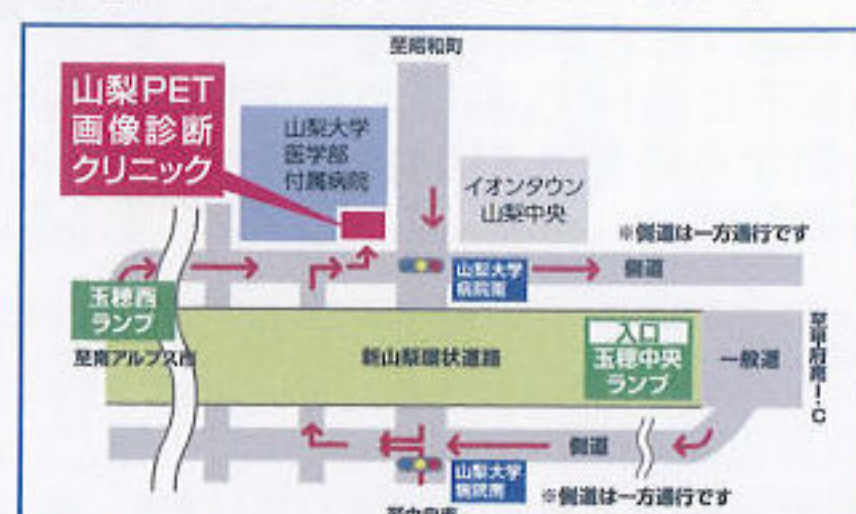 至昭和町
山梨PET
画像診断
クリニック
山梨大学
医学部
付属病院
イオンタウン
山梨中央
※側道は一方通行です
山梨大学
病院南
側道
玉穂西
ランプ
至南アルプス市
新山梨環状道路
入口
玉穂中央
ランプ
一般道
至甲府南I・C
側道
山梨大学
病院南
※側道は一方通行です